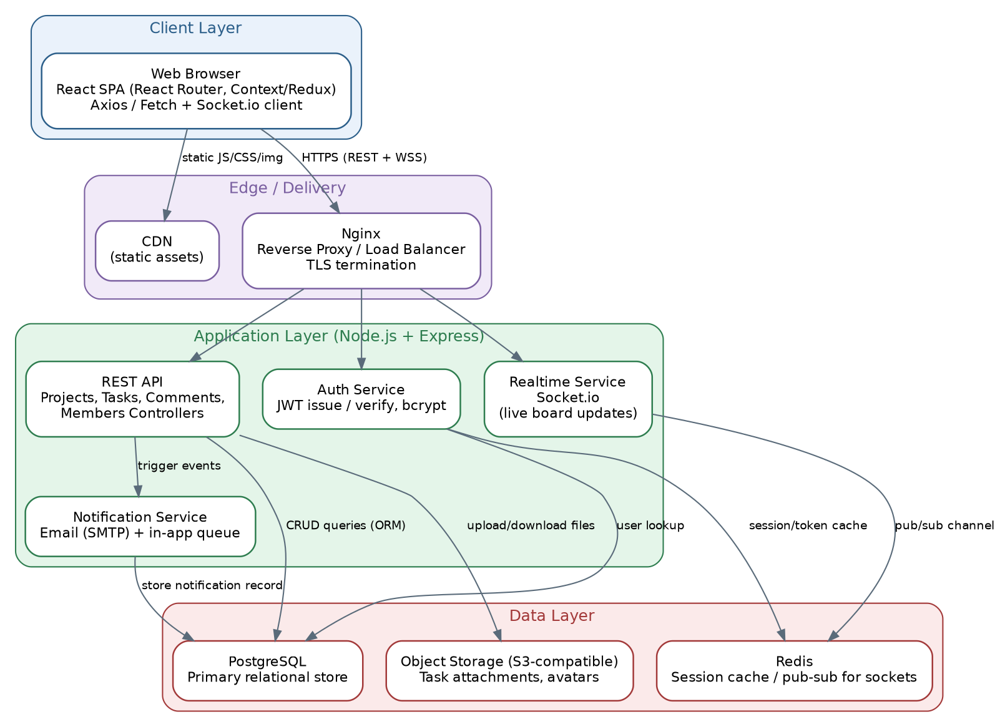 Client Layer
Web Browser
React SPA (React Router, Context/Redux)
Axios / Fetch + Socket.io client
static JS/CSS/img
HTTPS (REST + WSS)
Edge / Delivery
CDN
(static assets)
Nginx
Reverse Proxy / Load Balancer
TLS termination
Application Layer (Node.js + Express)
REST API
Projects, Tasks, Comments,
Members Controllers
Auth Service
JWT issue / verify, bcrypt
Realtime Service
Socket.io
(live board updates)
trigger events
Notification Service
Email (SMTP) + in-app queue
CRUD queries (ORM)
upload/download files
user lookup
session/token cache
pub/sub channel
store notification record
Data Layer
PostgreSQL
Primary relational store
Object Storage (S3-compatible)
Task attachments, avatars
Redis
Session cache / pub-sub for sockets